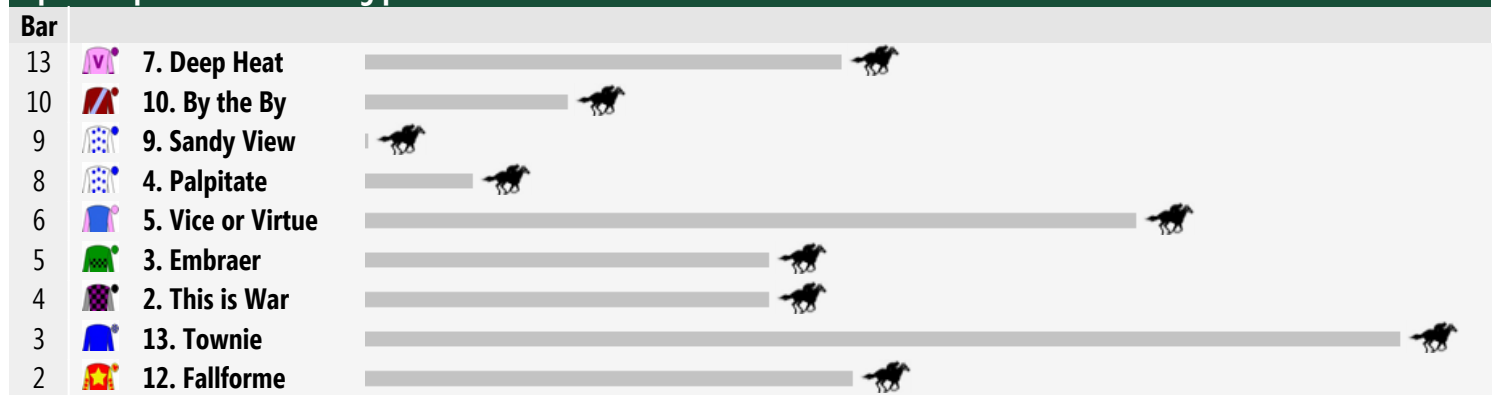 Bar
13 V 7. Deep Heat
10 10. By the By
9 9. Sandy View
8 4. Palpitate
6 5. Vice or Virtue
5 3. Embraer
4 2. This is War
3 13. Townie
2 12. Fallforme